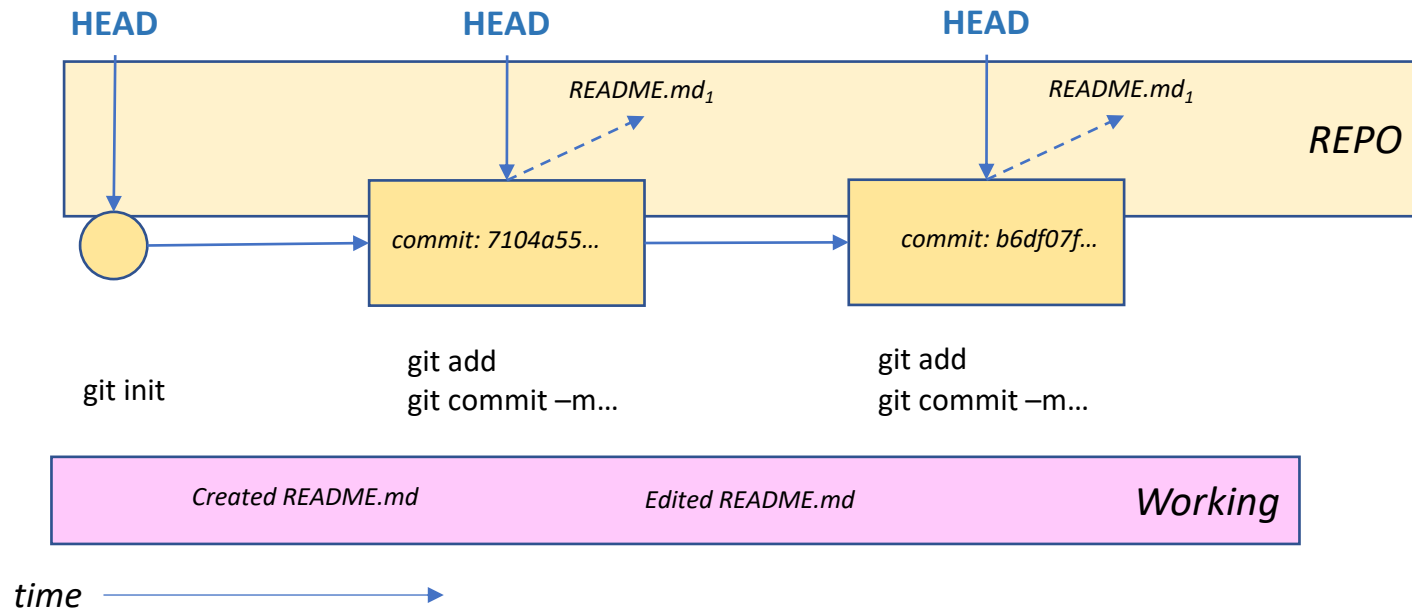 HEAD HEAD HEAD
README.md₁ README.md₁
REPO
commit: 7104a55… commit: b6df07f…
git init
git add
git commit –m…
git add
git commit –m…
Created README.md Edited README.md Working
time